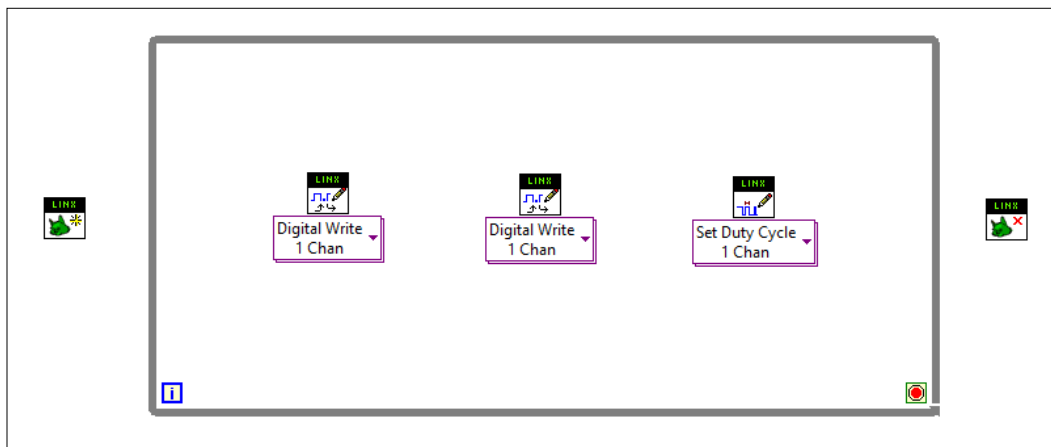 LINX
LINX
LINX
LINX
LINX
Digital Write
1 Chan
Digital Write
1 Chan
Set Duty Cycle
1 Chan
i